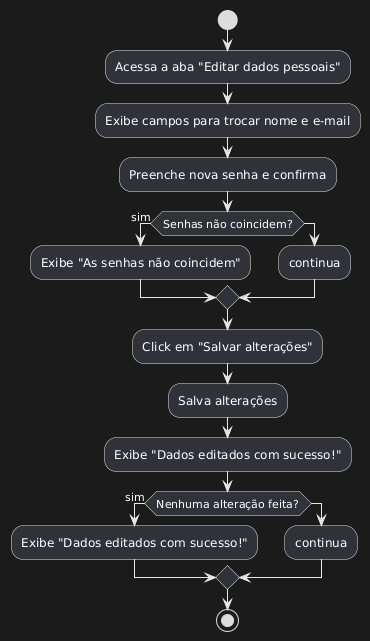 Acessa a aba "Editar dados pessoais"
Exibe campos para trocar nome e e-mail
Preenche nova senha e confirma
sim
Senhas não coincidem?
Exibe "As senhas não coincidem"
continua
Click em "Salvar alterações"
Salva alterações
Exibe "Dados editados com sucesso!"
sim
Nenhuma alteração feita?
Exibe "Dados editados com sucesso!"
continua